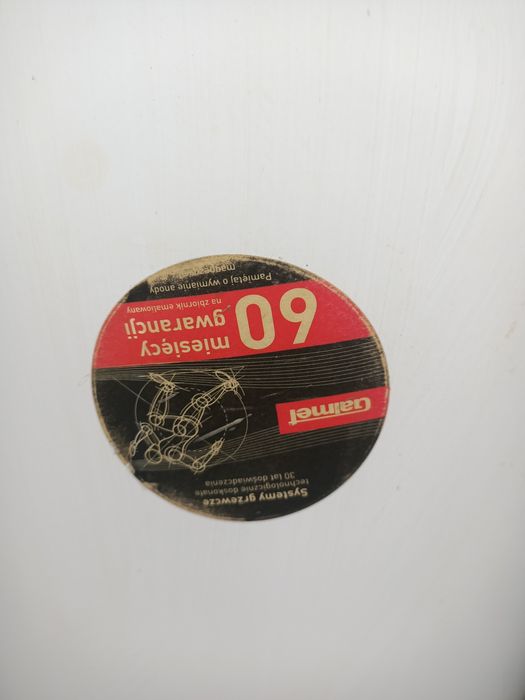 Systemy grzewcze
technologicznie doskonałe
30 lat doświadczenia
Galmet
60 miesięcy
gwarancji
na zbiornik emaliowany
Pamiętaj o wymianie anody